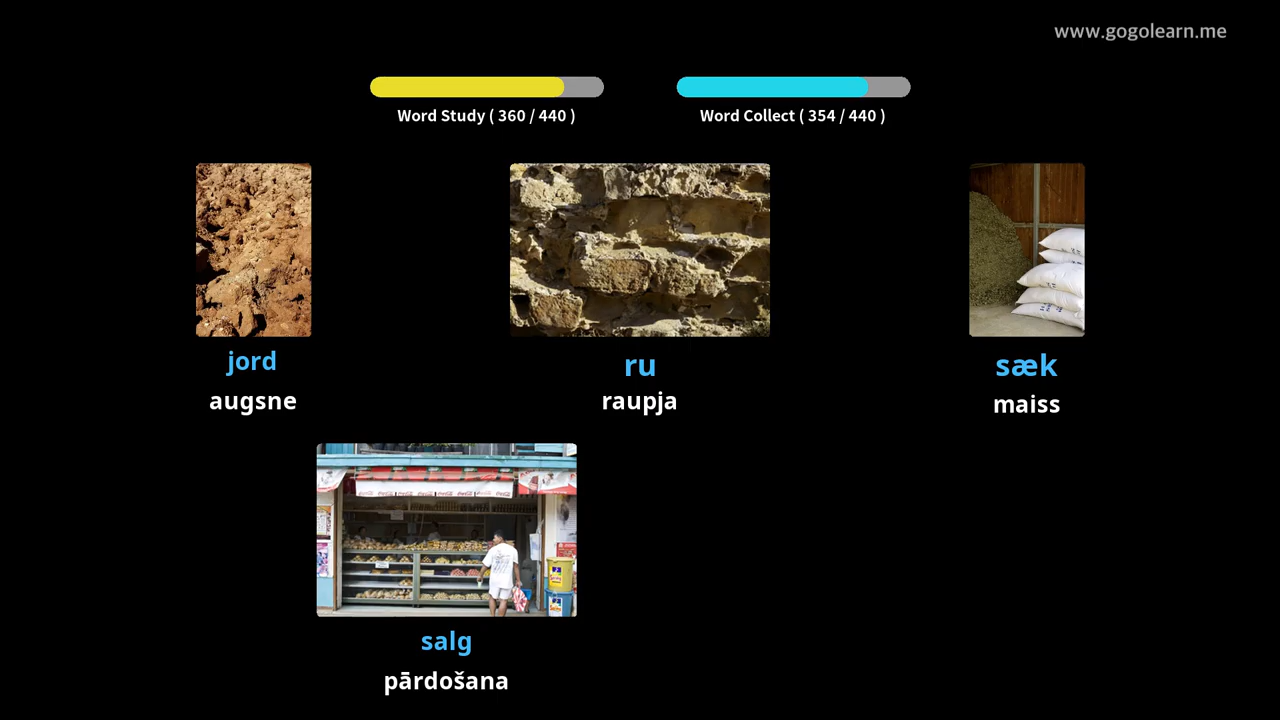 www.gogolearn.me
Word Study ( 360 / 440 )
Word Collect ( 354 / 440 )
jord
augsne
ru
raupja
sæk
maiss
salg
pārdošana